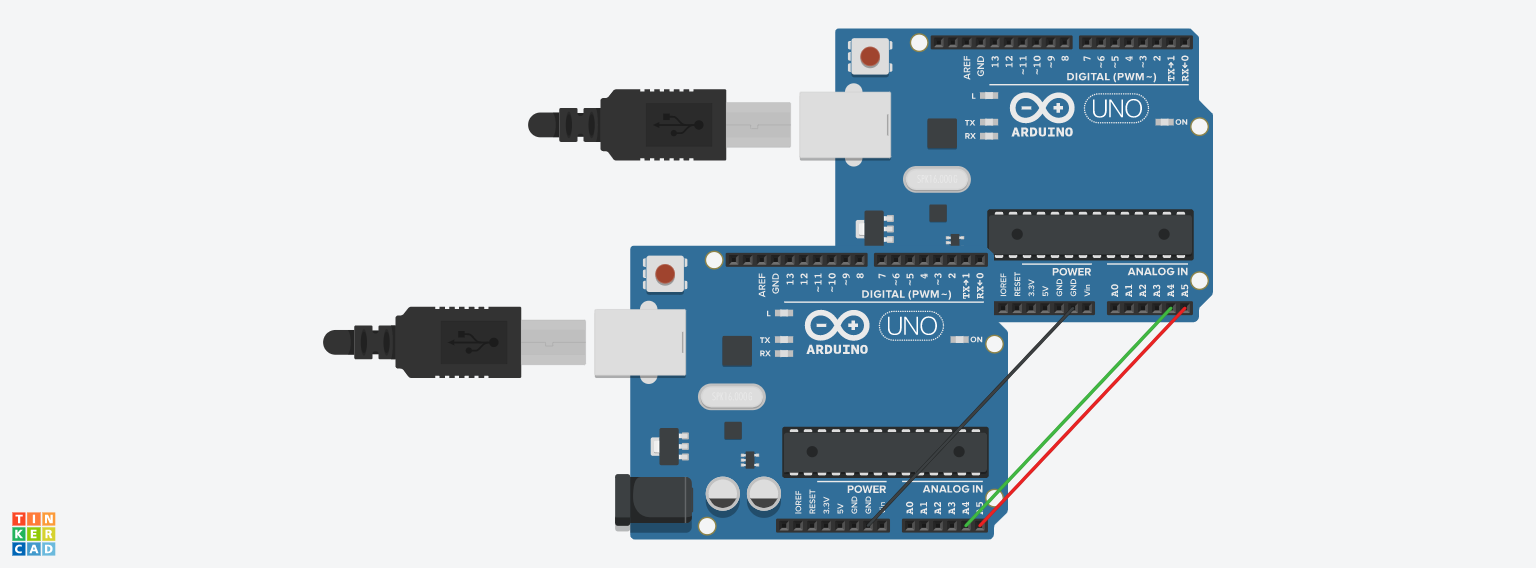 AREF
GND
13
12
~11
~10
~9
8
7
~6
~5
4
~3
2
TX→1
RX←0
DIGITAL (PWM~)
L
TX
RX
UNO
ARDUINO
ON
POWER
ANALOG IN
IOREF
RESET
3.3V
5V
GND
GND
Vin
A0
A1
A2
A3
A4
A5
AREF
GND
13
12
~11
~10
~9
8
7
~6
~5
4
~3
2
TX→1
RX←0
DIGITAL (PWM~)
L
TX
RX
UNO
ARDUINO
ON
POWER
ANALOG IN
IOREF
RESET
3.3V
5V
GND
GND
A0
A1
A2
A3
A4
TIN
KER
CAD